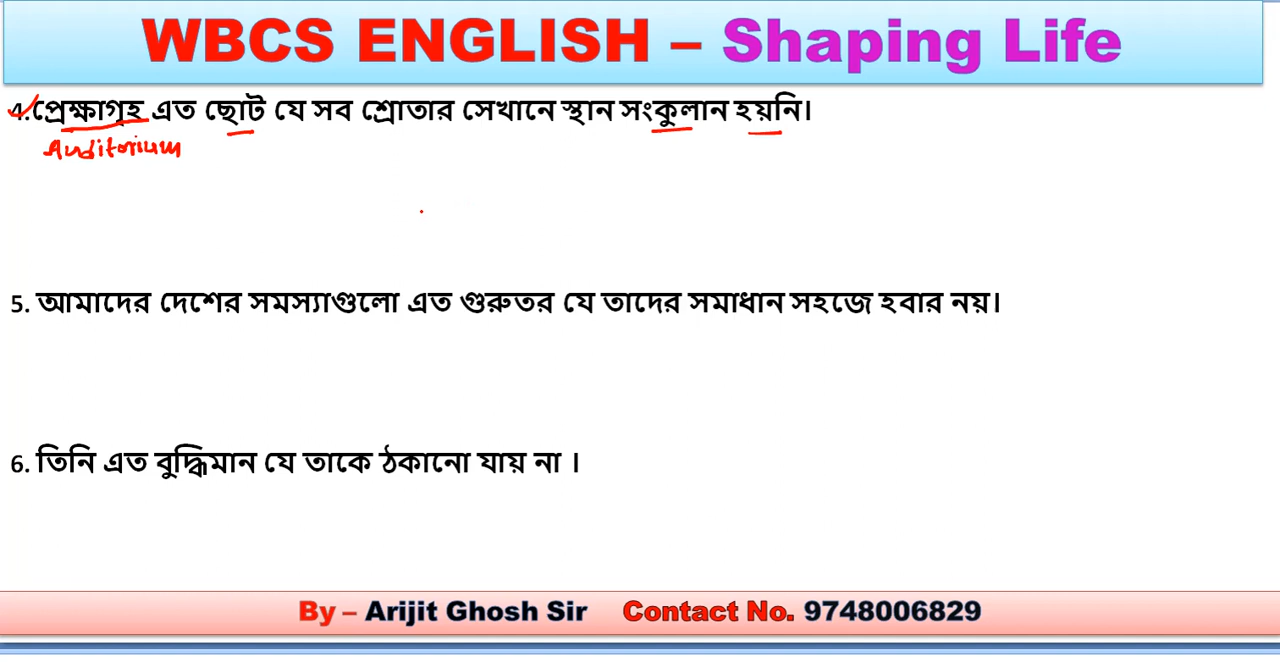 WBCS ENGLISH – Shaping Life
4. প্রেক্ষাগৃহ এত ছোট যে সব শ্রোতার সেখানে স্থান সংকুলান হয়নি।
Auditorium
5. আমাদের দেশের সমস্যাগুলো এত গুরুতর যে তাদের সমাধান সহজে হবার নয়।
6. তিনি এত বুদ্ধিমান যে তাকে ঠকানো যায় না ।
By – Arijit Ghosh Sir Contact No. 9748006829